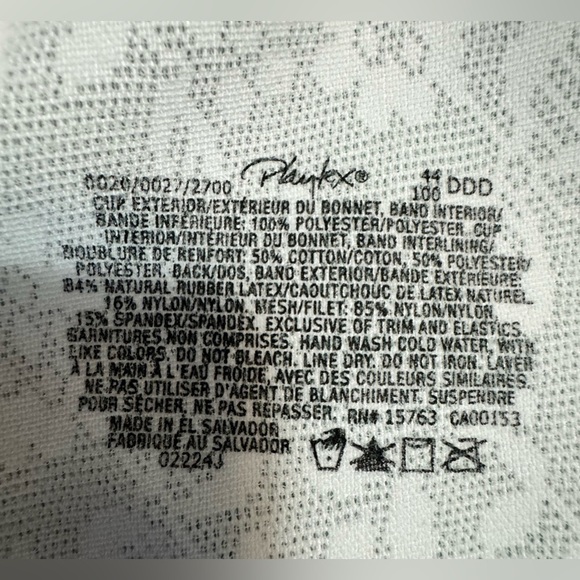 0020/0027/2700 Playtex® 44 DDD
100
CUP EXTERIOR/EXTÉRIEUR DU BONNET, BAND INTERIOR/
BANDE INFÉRIEURE: 100% POLYESTER/POLYESTER. CUP
INTERIOR/INTÉRIEUR DU BONNET, BAND INTERLINING/
DOUBLURE DE RENFORT: 50% COTTON/COTON, 50% POLYESTER/
POLYESTER. BACK/DOS, BAND EXTERIOR/BANDE EXTÉRIEURE:
84% NATURAL RUBBER LATEX/CAOUTCHOUC DE LATEX NATUREL.
16% NYLON/NYLON. MESH/FILET: 85% NYLON/NYLON
15% SPANDEX/SPANDEX. EXCLUSIVE OF TRIM AND ELASTICS.
GARNITURES NON COMPRISES. HAND WASH COLD WATER, WITH
LIKE COLORS. DO NOT BLEACH. LINE DRY. DO NOT IRON. LAVER
À LA MAIN À L'EAU FROIDE, AVEC DES COULEURS SIMILAIRES.
NE PAS UTILISER D'AGENT DE BLANCHIMENT. SUSPENDRE
POUR SÉCHER. NE PAS REPASSER. RN# 15763 CA00153
MADE IN EL SALVADOR
FABRIQUÉ AU SALVADOR